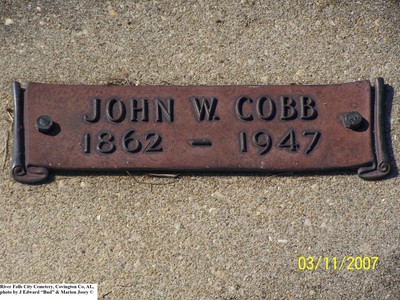 JOHN W. COBB
1862 – 1947
03/11/2007
River Falls City Cemetery, Covington Co, AL,
photo by J Edward "Bud" & Marion Josey ©